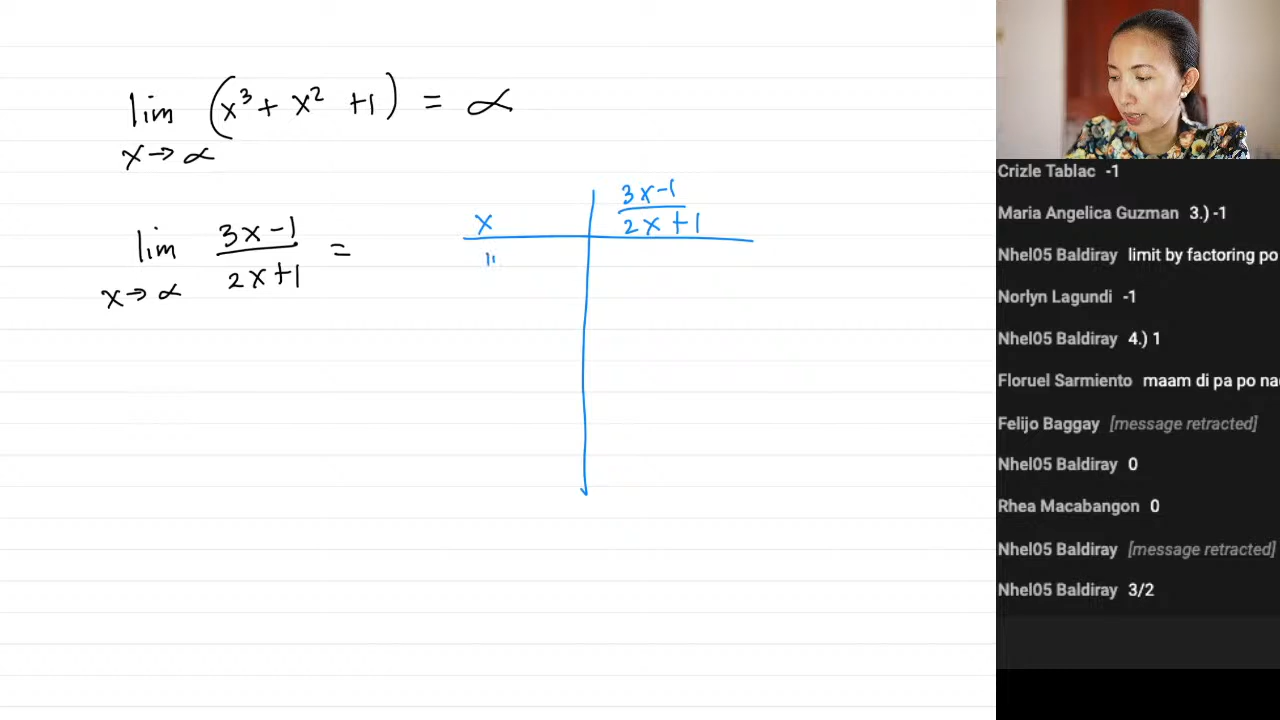 lim (x³ + x² + 1) = ∝
x → ∝
lim 3x - 1 / 2x + 1 =
x → ∝
x | 3x - 1 / 2x + 1
Crizle Tablac -1
Maria Angelica Guzman 3.) -1
Nhel05 Baldiray limit by factoring po
Norlyn Lagundi -1
Nhel05 Baldiray 4.) 1
Floruel Sarmiento maam di pa po na
Felijo Baggay [message retracted]
Nhel05 Baldiray 0
Rhea Macabangon 0
Nhel05 Baldiray [message retracted]
Nhel05 Baldiray 3/2